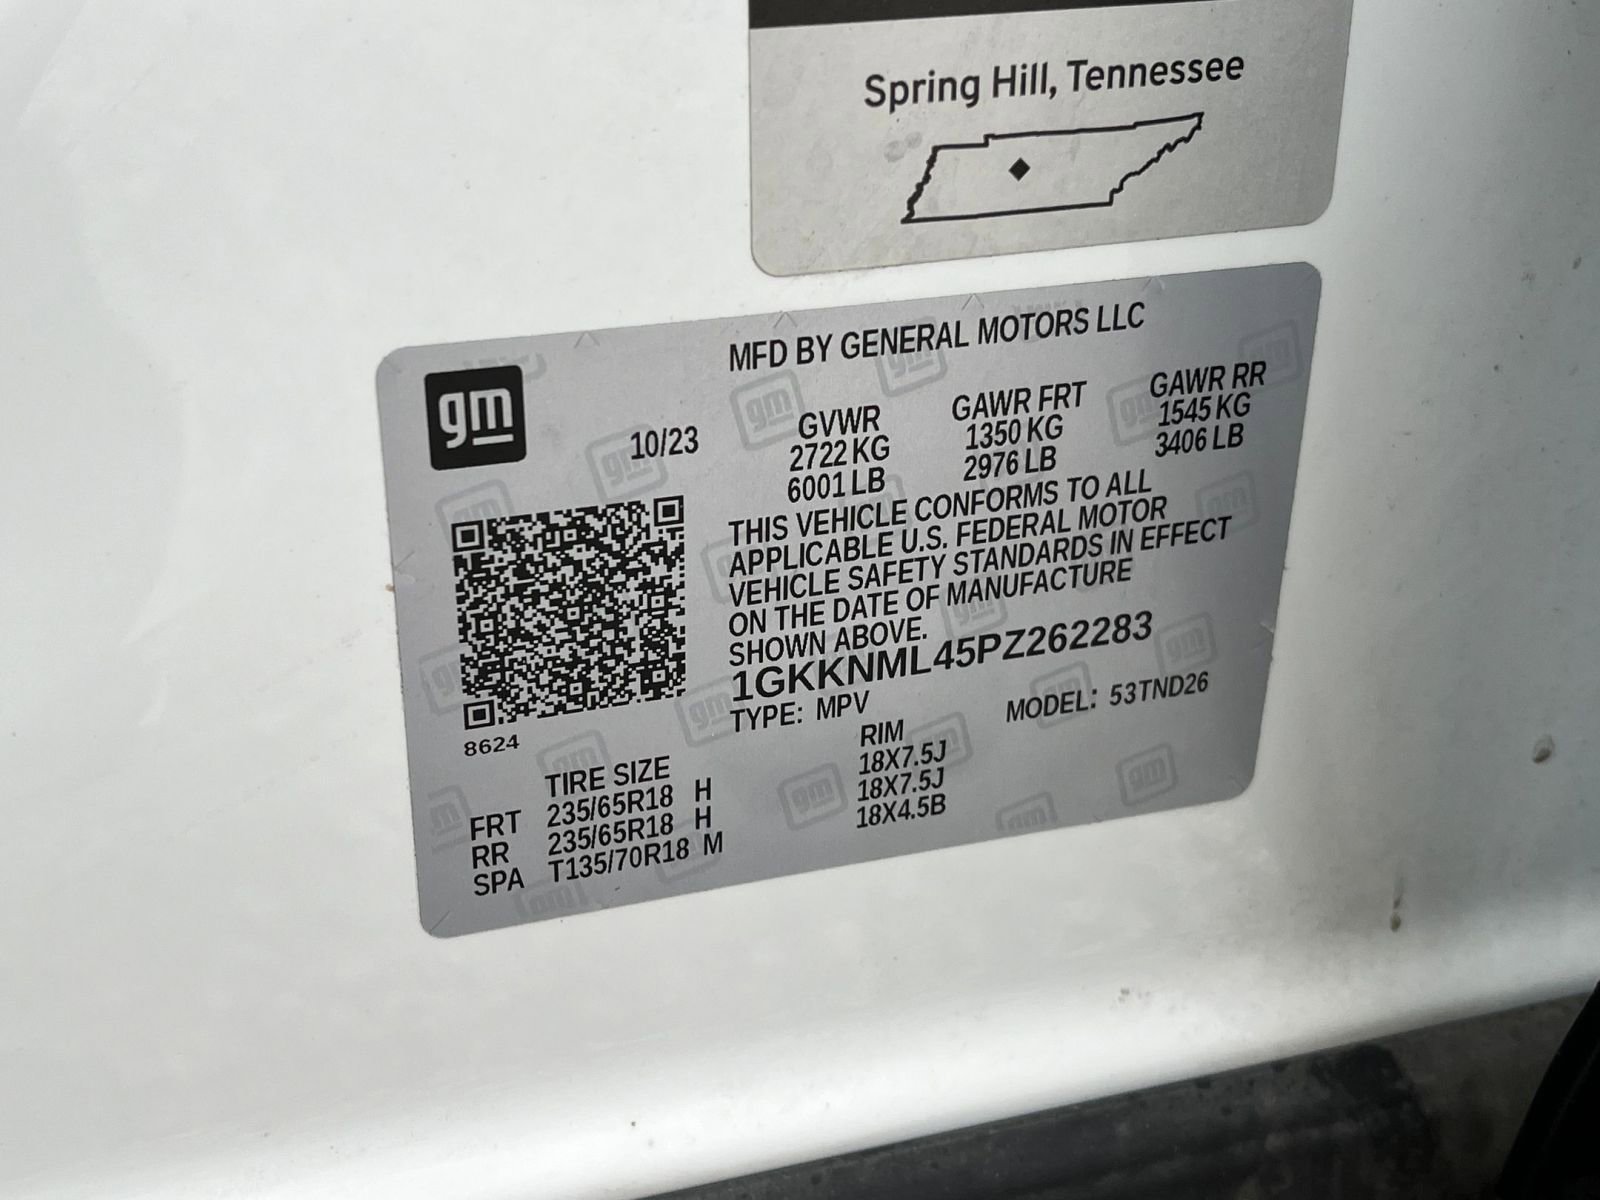 Spring Hill, Tennessee
MFD BY GENERAL MOTORS LLC
gm
10/23
GVWR GAWR FRT GAWR RR
2722 KG 1350 KG 1545 KG
6001 LB 2976 LB 3406 LB
THIS VEHICLE CONFORMS TO ALL
APPLICABLE U.S. FEDERAL MOTOR
VEHICLE SAFETY STANDARDS IN EFFECT
ON THE DATE OF MANUFACTURE
SHOWN ABOVE.
1GKKNML45PZ262283
TYPE: MPV MODEL: 53TND26
8624
TIRE SIZE RIM
FRT 235/65R18 H 18X7.5J
RR 235/65R18 H 18X7.5J
SPA T135/70R18 M 18X4.5B